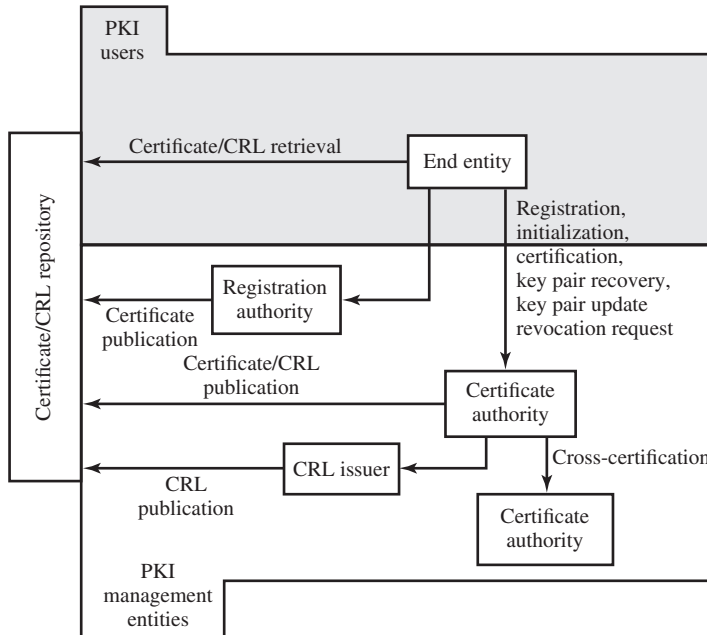 PKI
users
Certificate/CRL retrieval
End entity
Certificate/CRL repository
Registration,
initialization,
certification,
key pair recovery,
key pair update
revocation request
Registration
authority
Certificate
publication
Certificate/CRL
publication
Certificate
authority
CRL issuer
CRL
publication
Cross-certification
Certificate
authority
PKI
management
entities